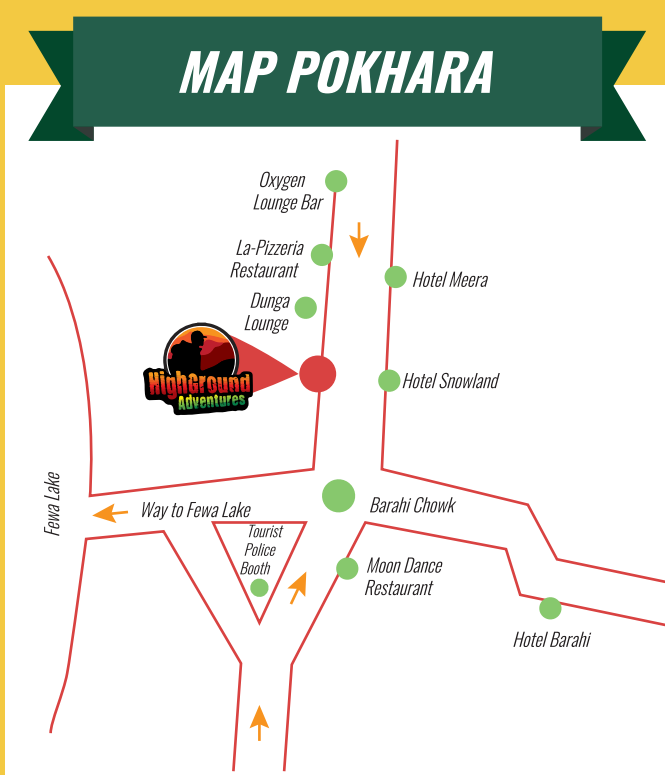 MAP POKHARA
Oxygen
Lounge Bar
La-Pizzeria
Restaurant
Hotel Meera
Dunga
Lounge
HighGround
Adventures
Hotel Snowland
Fewa Lake
Way to Fewa Lake
Barahi Chowk
Tourist
Police
Booth
Moon Dance
Restaurant
Hotel Barahi